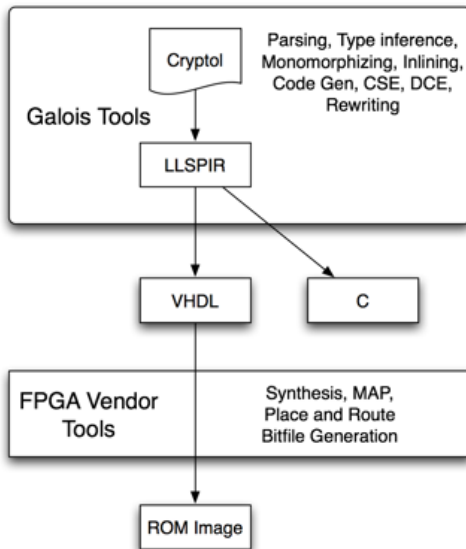 Cryptol
Parsing, Type inference,
Monomorphizing, Inlining,
Code Gen, CSE, DCE,
Rewriting
Galois Tools
LLSPIR
VHDL
C
FPGA Vendor
Tools
Synthesis, MAP,
Place and Route
Bitfile Generation
ROM Image